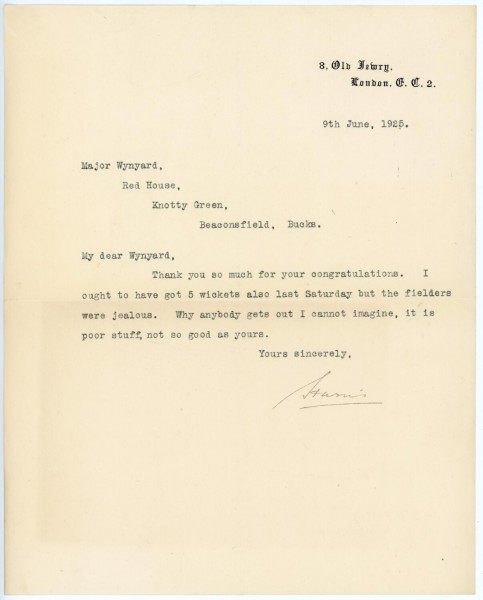 8, Old Jewry,
London, E. C. 2.
9th June, 1925.
Major Wynyard,
Red House,
Knotty Green,
Beaconsfield, Bucks.
My dear Wynyard,
Thank you so much for your congratulations. I
ought to have got 5 wickets also last Saturday but the fielders
were jealous. Why anybody gets out I cannot imagine, it is
poor stuff, not so good as yours.
Yours sincerely,
Harris